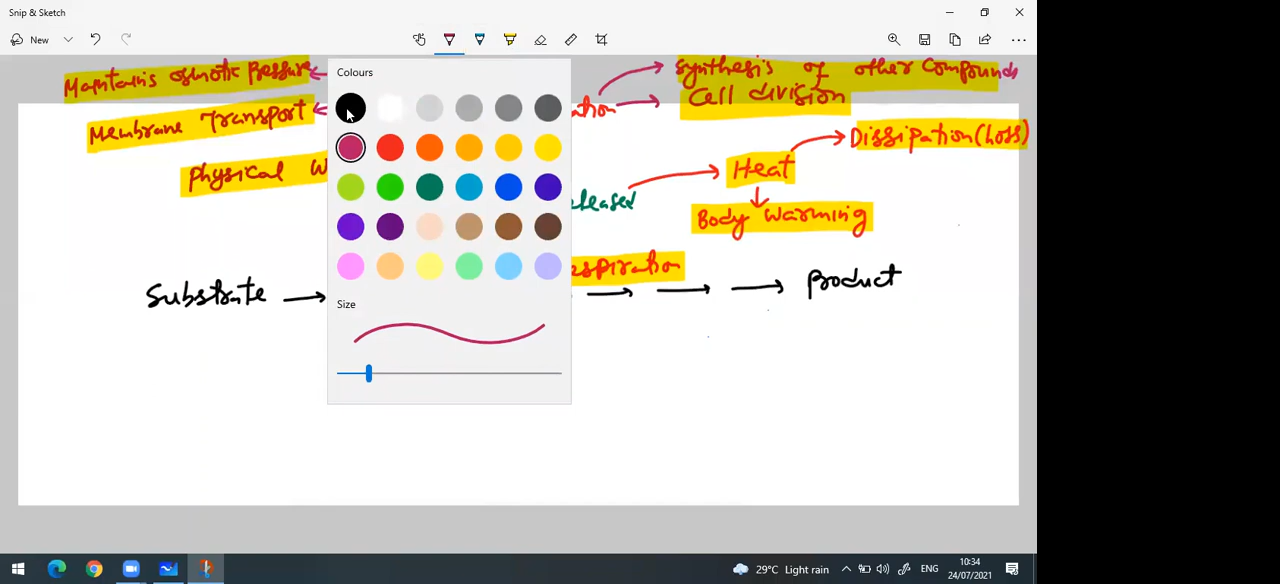 Snip & Sketch
New
Colours
Maintains osmotic pressure
synthesis of other compounds
Cell division
Membrane Transport
Dissipation (Loss)
Physical W
Heat
eleased
Body warming
espiration
Substrate
Product
Size
29°C Light rain
ENG
10:34
24/07/2021